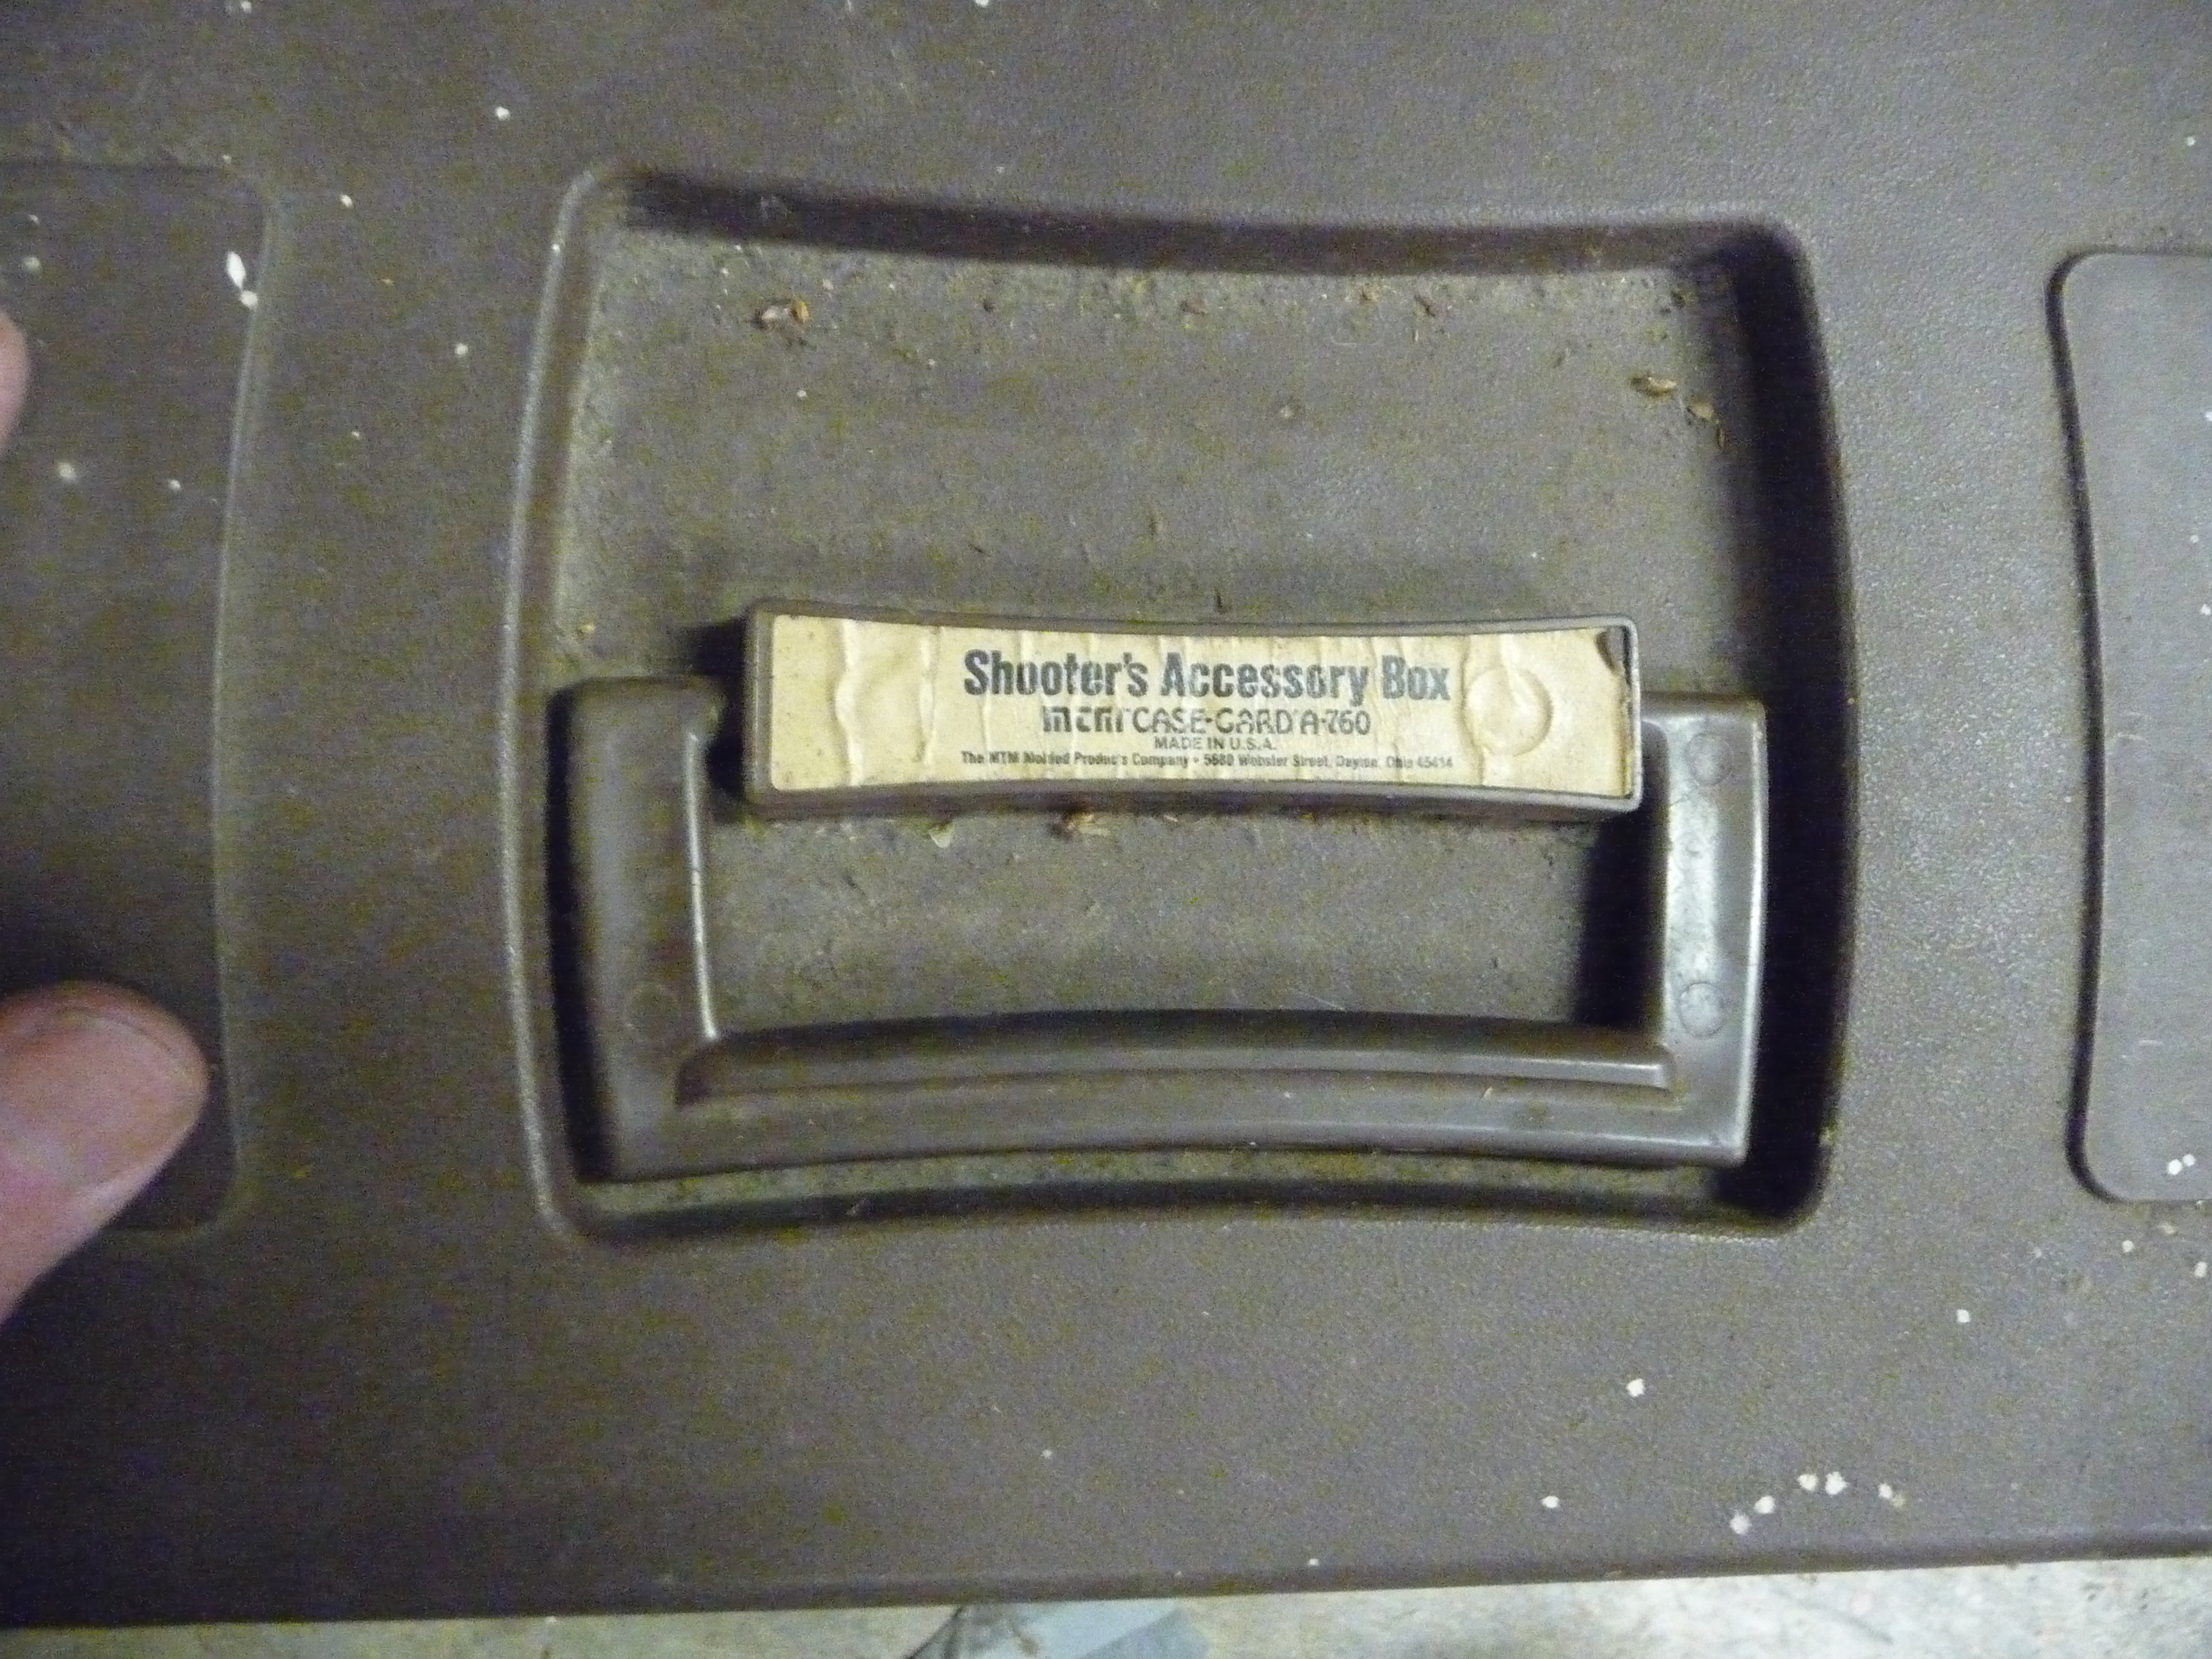 Shooter's Accessory Box
mtm CASE-GARD A-760
MADE IN U.S.A.
The MTM Molded Products Company • 5680 Webster Street, Dayton, Ohio 45414